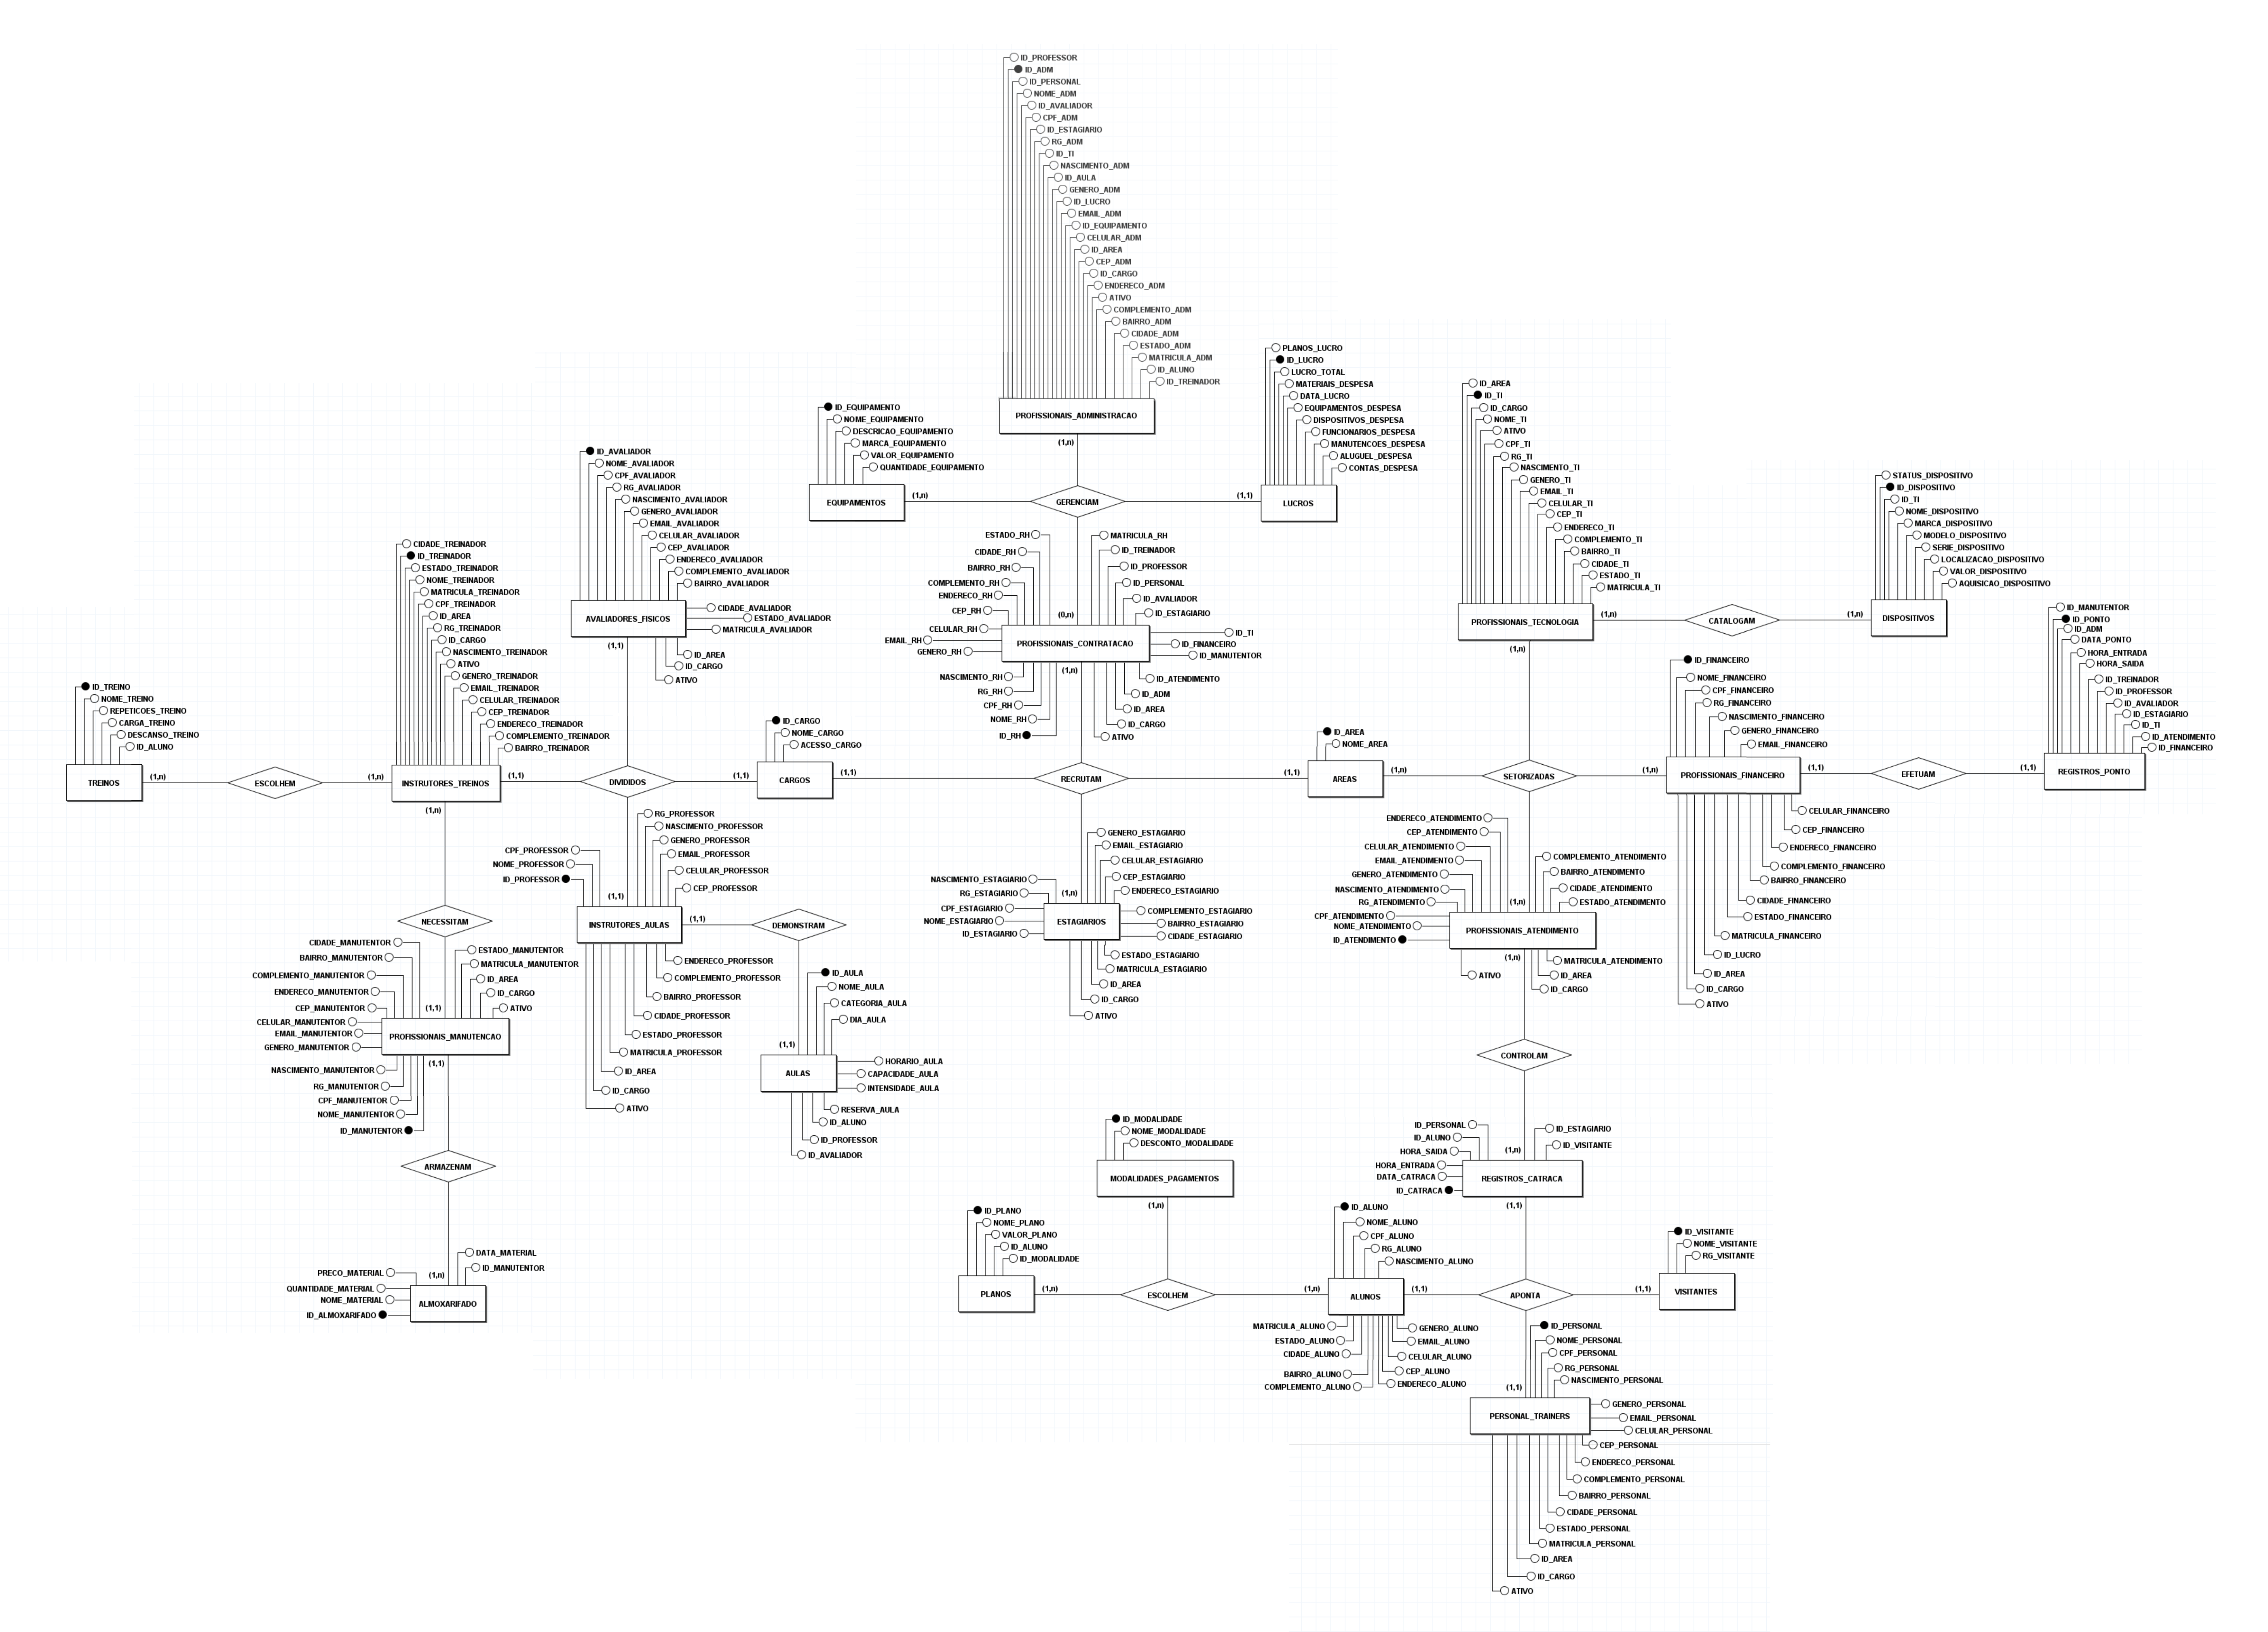 ID_PROFESSOR
ID_ADM
ID_PERSONAL
NOME_ADM
ID_AVALIADOR
CPF_ADM
ID_ESTAGIARIO
RG_ADM
ID_TI
NASCIMENTO_ADM
ID_AULA
GENERO_ADM
ID_LUCRO
EMAIL_ADM
ID_EQUIPAMENTO
CELULAR_ADM
ID_AREA
CEP_ADM
ID_CARGO
ENDERECO_ADM
ATIVO
COMPLEMENTO_ADM
BAIRRO_ADM
CIDADE_ADM
ESTADO_ADM
MATRICULA_ADM
ID_ALUNO
ID_TREINADOR
PROFISSIONAIS_ADMINISTRACAO
(1,n)
ID_EQUIPAMENTO
NOME_EQUIPAMENTO
DESCRICAO_EQUIPAMENTO
MARCA_EQUIPAMENTO
VALOR_EQUIPAMENTO
QUANTIDADE_EQUIPAMENTO
EQUIPAMENTOS
(1,n)
GERENCIAM
(1,1)
PLANOS_LUCRO
ID_LUCRO
LUCRO_TOTAL
MATERIAIS_DESPESA
DATA_LUCRO
EQUIPAMENTOS_DESPESA
DISPOSITIVOS_DESPESA
FUNCIONARIOS_DESPESA
MANUTENCOES_DESPESA
ALUGUEL_DESPESA
CONTAS_DESPESA
LUCROS
ID_AREA
ID_TI
ID_CARGO
NOME_TI
ATIVO
CPF_TI
RG_TI
NASCIMENTO_TI
GENERO_TI
EMAIL_TI
CELULAR_TI
CEP_TI
ENDERECO_TI
COMPLEMENTO_TI
BAIRRO_TI
CIDADE_TI
ESTADO_TI
MATRICULA_TI
PROFISSIONAIS_TECNOLOGIA
(1,n)
(1,n)
CATALOGAM
(1,n)
STATUS_DISPOSITIVO
ID_DISPOSITIVO
ID_TI
NOME_DISPOSITIVO
MARCA_DISPOSITIVO
MODELO_DISPOSITIVO
SERIE_DISPOSITIVO
LOCALIZACAO_DISPOSITIVO
VALOR_DISPOSITIVO
AQUISICAO_DISPOSITIVO
DISPOSITIVOS
ID_AVALIADOR
NOME_AVALIADOR
CPF_AVALIADOR
RG_AVALIADOR
NASCIMENTO_AVALIADOR
GENERO_AVALIADOR
EMAIL_AVALIADOR
CELULAR_AVALIADOR
CEP_AVALIADOR
ENDERECO_AVALIADOR
COMPLEMENTO_AVALIADOR
BAIRRO_AVALIADOR
CIDADE_AVALIADOR
ESTADO_AVALIADOR
MATRICULA_AVALIADOR
AVALIADORES_FISICOS
(1,1)
ID_AREA
ID_CARGO
ATIVO
ESTADO_RH
CIDADE_RH
BAIRRO_RH
COMPLEMENTO_RH
ENDERECO_RH
CEP_RH
CELULAR_RH
EMAIL_RH
GENERO_RH
NASCIMENTO_RH
RG_RH
CPF_RH
NOME_RH
ID_RH
MATRICULA_RH
ID_TREINADOR
ID_PROFESSOR
ID_PERSONAL
ID_AVALIADOR
ID_ESTAGIARIO
ID_TI
ID_FINANCEIRO
ID_MANUTENTOR
ID_ATENDIMENTO
ID_ADM
ID_AREA
ID_CARGO
ATIVO
(0,n)
PROFISSIONAIS_CONTRATACAO
(1,n)
CIDADE_TREINADOR
ID_TREINADOR
ESTADO_TREINADOR
NOME_TREINADOR
MATRICULA_TREINADOR
CPF_TREINADOR
ID_AREA
RG_TREINADOR
ID_CARGO
NASCIMENTO_TREINADOR
ATIVO
GENERO_TREINADOR
EMAIL_TREINADOR
CELULAR_TREINADOR
CEP_TREINADOR
ENDERECO_TREINADOR
COMPLEMENTO_TREINADOR
BAIRRO_TREINADOR
ID_TREINO
NOME_TREINO
REPETICOES_TREINO
CARGA_TREINO
DESCANSO_TREINO
ID_ALUNO
TREINOS
(1,n)
ESCOLHEM
(1,n)
INSTRUTORES_TREINOS
(1,n)
(1,1)
DIVIDIDOS
(1,1)
ID_CARGO
NOME_CARGO
ACESSO_CARGO
CARGOS
(1,1)
RECRUTAM
(1,1)
ID_AREA
NOME_AREA
AREAS
(1,n)
SETORIZADAS
(1,n)
ID_FINANCEIRO
NOME_FINANCEIRO
CPF_FINANCEIRO
RG_FINANCEIRO
NASCIMENTO_FINANCEIRO
GENERO_FINANCEIRO
EMAIL_FINANCEIRO
PROFISSIONAIS_FINANCEIRO
CELULAR_FINANCEIRO
CEP_FINANCEIRO
ENDERECO_FINANCEIRO
COMPLEMENTO_FINANCEIRO
BAIRRO_FINANCEIRO
CIDADE_FINANCEIRO
ESTADO_FINANCEIRO
MATRICULA_FINANCEIRO
ID_LUCRO
ID_AREA
ID_CARGO
ATIVO
(1,1)
EFETUAM
(1,1)
ID_MANUTENTOR
ID_PONTO
ID_ADM
DATA_PONTO
HORA_ENTRADA
HORA_SAIDA
ID_TREINADOR
ID_PROFESSOR
ID_AVALIADOR
ID_ESTAGIARIO
ID_TI
ID_ATENDIMENTO
ID_FINANCEIRO
REGISTROS_PONTO
NECESSITAM
CIDADE_MANUTENTOR
BAIRRO_MANUTENTOR
COMPLEMENTO_MANUTENTOR
ENDERECO_MANUTENTOR
CEP_MANUTENTOR
CELULAR_MANUTENTOR
EMAIL_MANUTENTOR
GENERO_MANUTENTOR
NASCIMENTO_MANUTENTOR
RG_MANUTENTOR
CPF_MANUTENTOR
NOME_MANUTENTOR
ID_MANUTENTOR
ESTADO_MANUTENTOR
MATRICULA_MANUTENTOR
ID_AREA
ID_CARGO
ATIVO
(1,1)
PROFISSIONAIS_MANUTENCAO
(1,1)
ARMAZENAM
(1,n)
DATA_MATERIAL
ID_MANUTENTOR
PRECO_MATERIAL
QUANTIDADE_MATERIAL
NOME_MATERIAL
ID_ALMOXARIFADO
ALMOXARIFADO
RG_PROFESSOR
NASCIMENTO_PROFESSOR
GENERO_PROFESSOR
EMAIL_PROFESSOR
CELULAR_PROFESSOR
CEP_PROFESSOR
CPF_PROFESSOR
NOME_PROFESSOR
ID_PROFESSOR
(1,1)
INSTRUTORES_AULAS
(1,1)
DEMONSTRAM
ENDERECO_PROFESSOR
COMPLEMENTO_PROFESSOR
BAIRRO_PROFESSOR
CIDADE_PROFESSOR
ESTADO_PROFESSOR
MATRICULA_PROFESSOR
ID_AREA
ID_CARGO
ATIVO
ID_AULA
NOME_AULA
CATEGORIA_AULA
DIA_AULA
(1,1)
AULAS
HORARIO_AULA
CAPACIDADE_AULA
INTENSIDADE_AULA
RESERVA_AULA
ID_ALUNO
ID_PROFESSOR
ID_AVALIADOR
GENERO_ESTAGIARIO
EMAIL_ESTAGIARIO
CELULAR_ESTAGIARIO
CEP_ESTAGIARIO
ENDERECO_ESTAGIARIO
NASCIMENTO_ESTAGIARIO
RG_ESTAGIARIO
CPF_ESTAGIARIO
NOME_ESTAGIARIO
ID_ESTAGIARIO
(1,n)
ESTAGIARIOS
COMPLEMENTO_ESTAGIARIO
BAIRRO_ESTAGIARIO
CIDADE_ESTAGIARIO
ESTADO_ESTAGIARIO
MATRICULA_ESTAGIARIO
ID_AREA
ID_CARGO
ATIVO
ENDERECO_ATENDIMENTO
CEP_ATENDIMENTO
CELULAR_ATENDIMENTO
EMAIL_ATENDIMENTO
GENERO_ATENDIMENTO
NASCIMENTO_ATENDIMENTO
RG_ATENDIMENTO
CPF_ATENDIMENTO
NOME_ATENDIMENTO
ID_ATENDIMENTO
COMPLEMENTO_ATENDIMENTO
BAIRRO_ATENDIMENTO
CIDADE_ATENDIMENTO
ESTADO_ATENDIMENTO
(1,n)
PROFISSIONAIS_ATENDIMENTO
(1,n)
MATRICULA_ATENDIMENTO
ID_AREA
ID_CARGO
ATIVO
CONTROLAM
ID_PERSONAL
ID_ALUNO
HORA_SAIDA
HORA_ENTRADA
DATA_CATRACA
ID_CATRACA
ID_ESTAGIARIO
ID_VISITANTE
(1,n)
REGISTROS_CATRACA
(1,1)
ID_MODALIDADE
NOME_MODALIDADE
DESCONTO_MODALIDADE
MODALIDADES_PAGAMENTOS
(1,n)
ID_PLANO
NOME_PLANO
VALOR_PLANO
ID_ALUNO
ID_MODALIDADE
PLANOS
(1,n)
ESCOLHEM
(1,n)
ID_ALUNO
NOME_ALUNO
CPF_ALUNO
RG_ALUNO
NASCIMENTO_ALUNO
ALUNOS
(1,1)
APONTA
(1,1)
ID_VISITANTE
NOME_VISITANTE
RG_VISITANTE
VISITANTES
MATRICULA_ALUNO
ESTADO_ALUNO
CIDADE_ALUNO
BAIRRO_ALUNO
COMPLEMENTO_ALUNO
GENERO_ALUNO
EMAIL_ALUNO
CELULAR_ALUNO
CEP_ALUNO
ENDERECO_ALUNO
ID_PERSONAL
NOME_PERSONAL
CPF_PERSONAL
RG_PERSONAL
NASCIMENTO_PERSONAL
(1,1)
PERSONAL_TRAINERS
GENERO_PERSONAL
EMAIL_PERSONAL
CELULAR_PERSONAL
CEP_PERSONAL
ENDERECO_PERSONAL
COMPLEMENTO_PERSONAL
BAIRRO_PERSONAL
CIDADE_PERSONAL
ESTADO_PERSONAL
MATRICULA_PERSONAL
ID_AREA
ID_CARGO
ATIVO